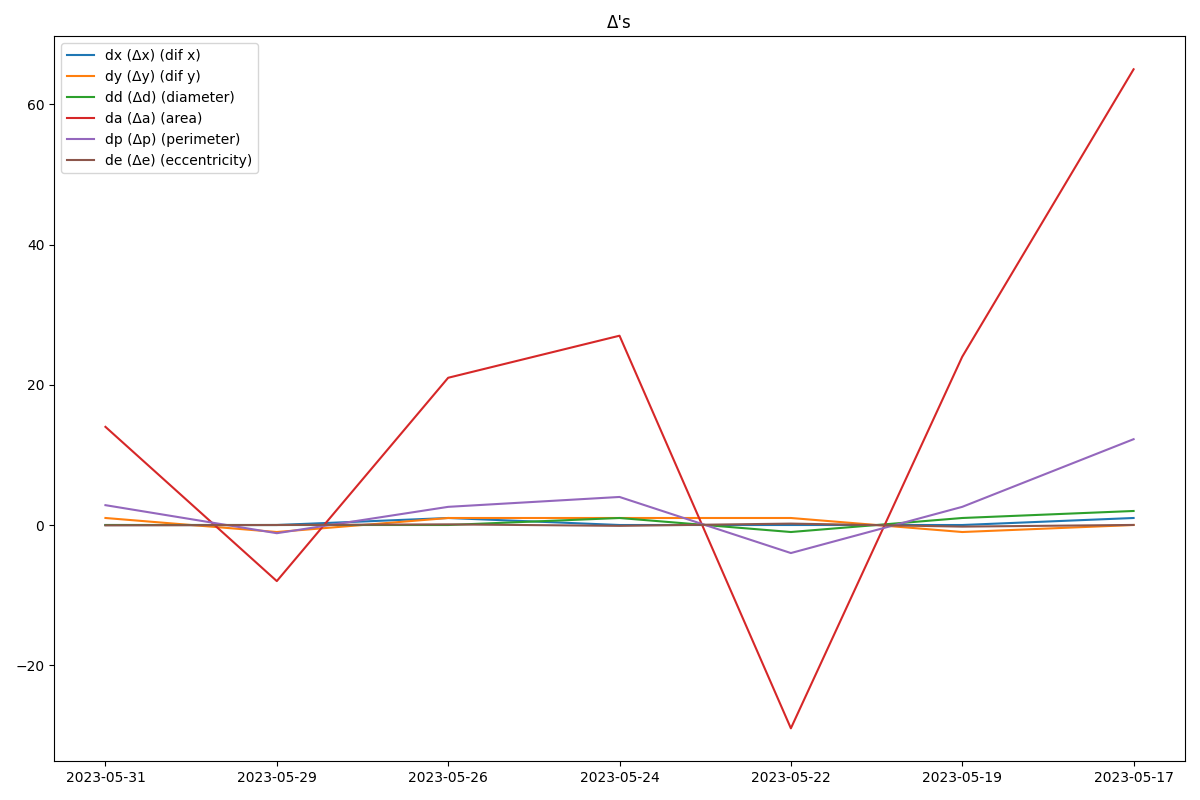 Δ's
dx (Δx) (dif x)
dy (Δy) (dif y)
dd (Δd) (diameter)
da (Δa) (area)
dp (Δp) (perimeter)
de (Δe) (eccentricity)
60
40
20
0
−20
2023-05-31 2023-05-29 2023-05-26 2023-05-24 2023-05-22 2023-05-19 2023-05-17